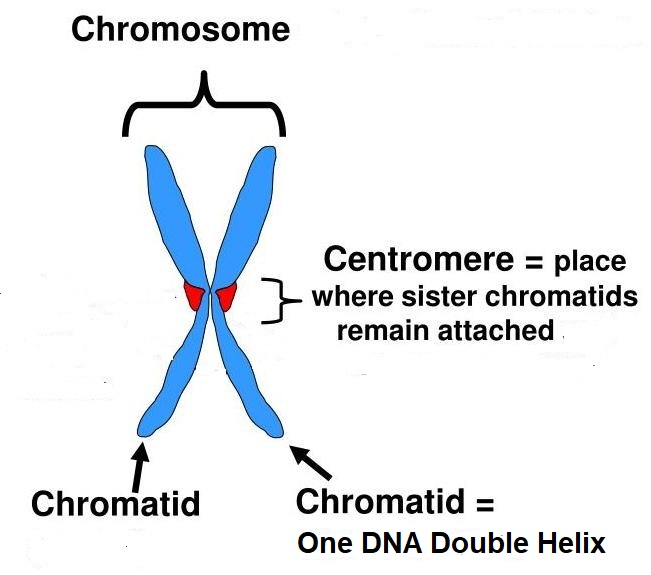 Chromosome
Centromere = place
where sister chromatids
remain attached
Chromatid
Chromatid =
One DNA Double Helix